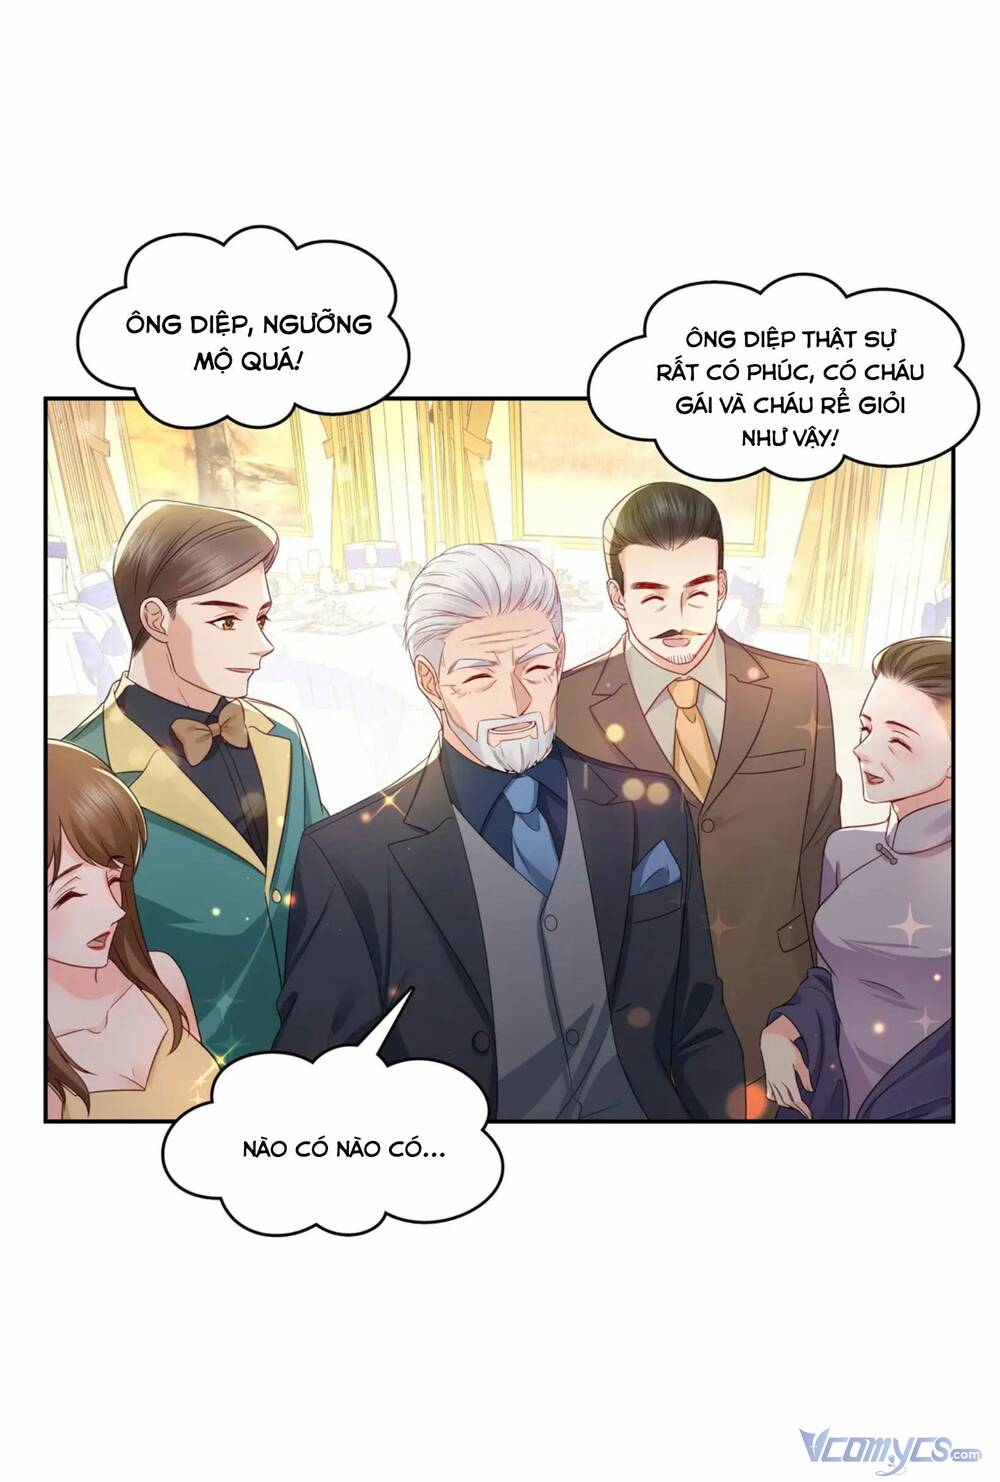 ÔNG DIỆP, NGƯỠNG
MỘ QUÁ!
ÔNG DIỆP THẬT SỰ
RẤT CÓ PHÚC, CÓ CHÁU
GÁI VÀ CHÁU RỂ GIỎI
NHƯ VẬY!
NÀO CÓ NÀO CÓ...
VCOMYCS.com